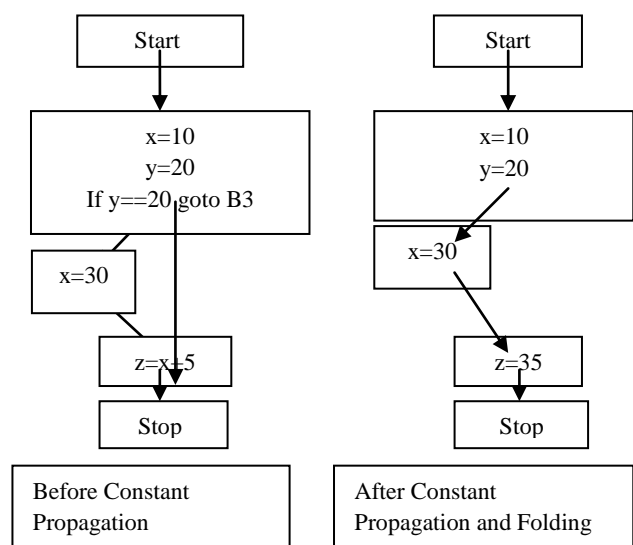 Start
x=10
y=20
If y==20 goto B3
x=30
z=x+5
Stop
Before Constant
Propagation
Start
x=10
y=20
x=30
z=35
Stop
After Constant
Propagation and Folding